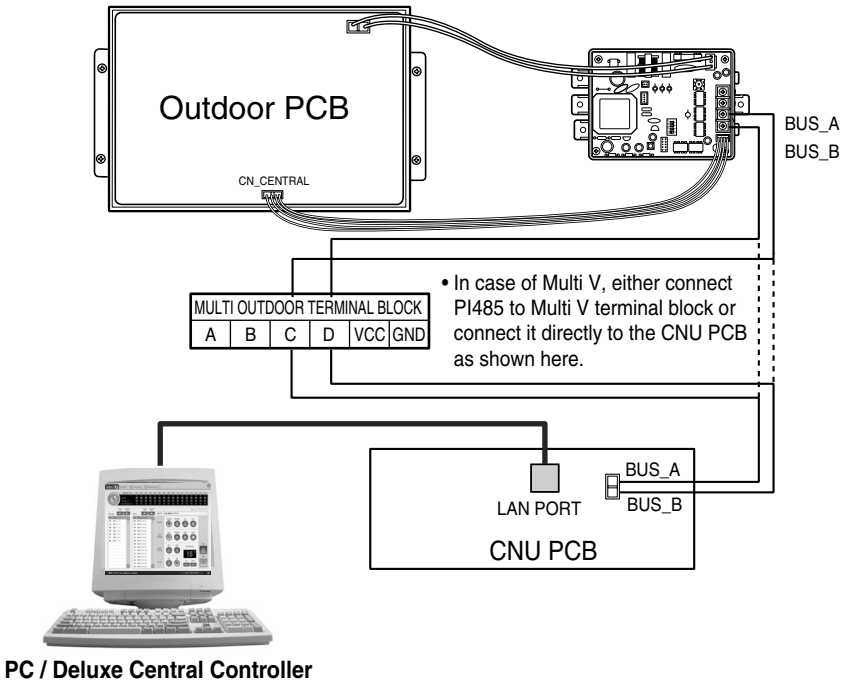 Outdoor PCB
CN_CENTRAL
BUS_A
BUS_B
MULTI OUTDOOR TERMINAL BLOCK
A B C D VCC GND
• In case of Multi V, either connect
PI485 to Multi V terminal block or
connect it directly to the CNU PCB
as shown here.
BUS_A
LAN PORT
BUS_B
CNU PCB
PC / Deluxe Central Controller